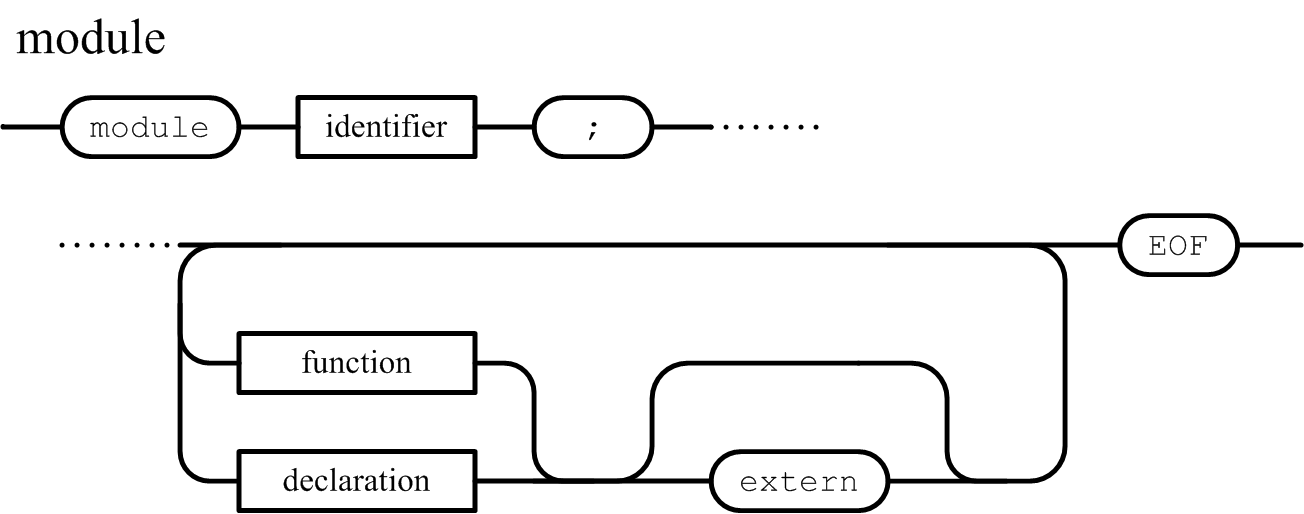 module
module identifier ;
EOF
function
declaration extern